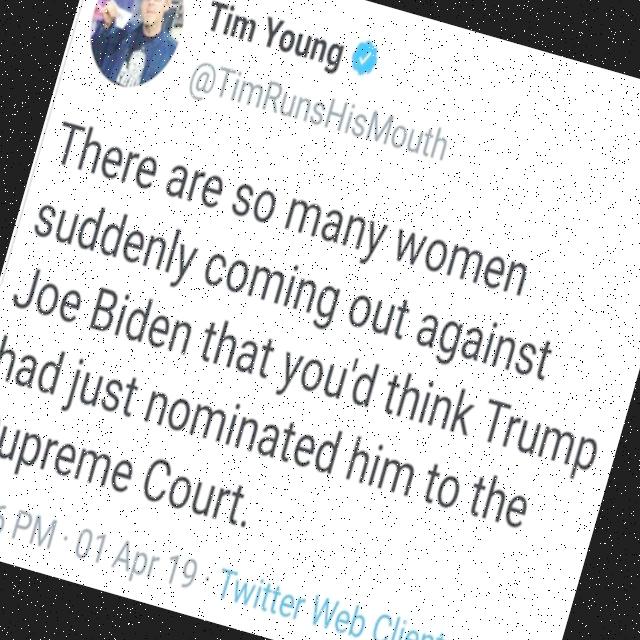 Tim Young
@TimRunsHisMouth
There are so many women
suddenly coming out against
Joe Biden that you'd think Trump
had just nominated him to the
upreme Court.
PM · 01 Apr 19 · Twitter Web Client